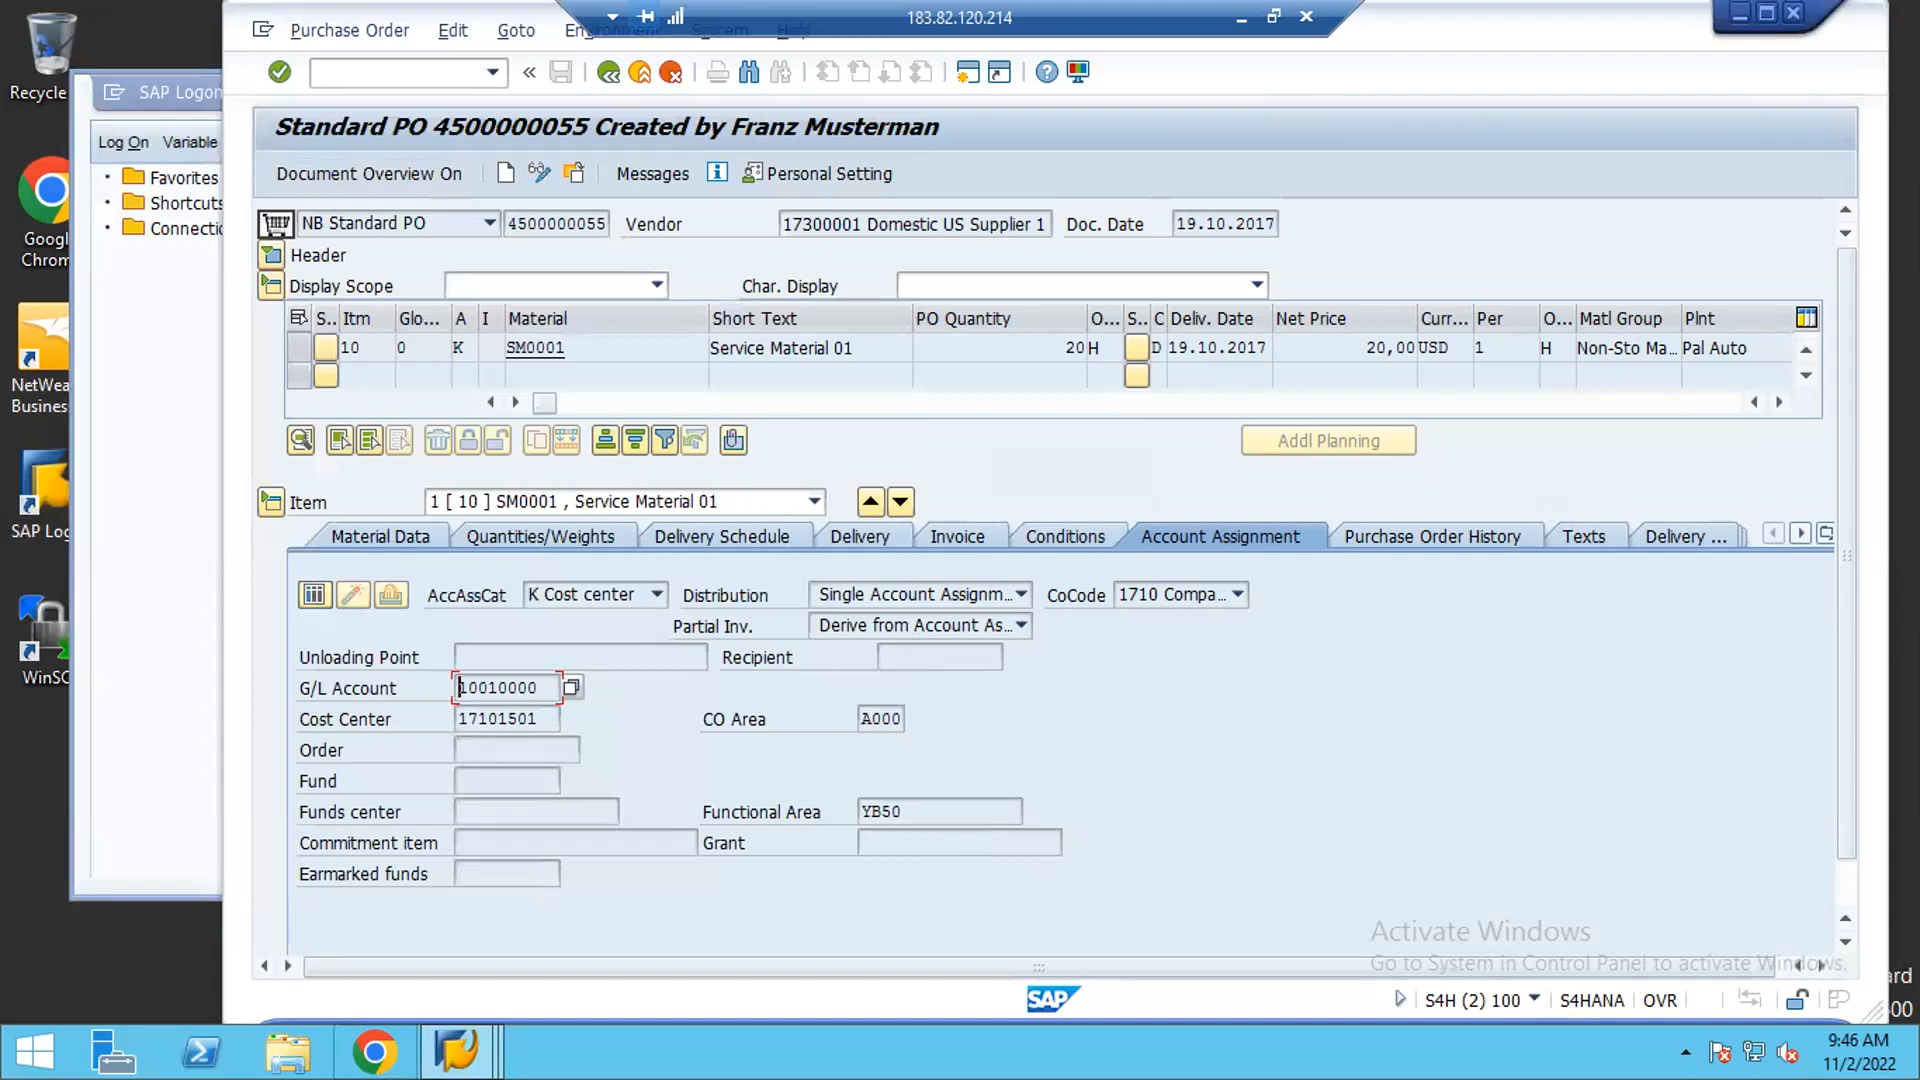 183.82.120.214
Purchase Order Edit Goto Environment System Help
Recycle
SAP Logon
Standard PO 4500000055 Created by Franz Musterman
Log On Variable
Document Overview On Messages Personal Setting
Favorites
Shortcuts
Connectic
NB Standard PO 4500000055 Vendor 17300001 Domestic US Supplier 1 Doc. Date 19.10.2017
Google
Chrom
Header
Display Scope Char. Display
S.. Itm Glo... A I Material Short Text PO Quantity O... S.. C Deliv. Date Net Price Curr... Per O... Matl Group Plnt
10 0 K SM0001 Service Material 01 20 H D 19.10.2017 20,00 USD 1 H Non-Sto Ma... Pal Auto
NetWea
Business
Addl Planning
Item 1 [ 10 ] SM0001 , Service Material 01
SAP Log
Material Data Quantities/Weights Delivery Schedule Delivery Invoice Conditions Account Assignment Purchase Order History Texts Delivery ...
AccAssCat K Cost center Distribution Single Account Assignm... CoCode 1710 Compa...
Partial Inv. Derive from Account As...
Unloading Point Recipient
WinSC
G/L Account 10010000
Cost Center 17101501 CO Area A000
Order
Fund
Funds center Functional Area YB50
Commitment item Grant
Earmarked funds
Activate Windows
Go to System in Control Panel to activate Windows.
SAP
S4H (2) 100 S4HANA OVR
ard
00
9:46 AM
11/2/2022